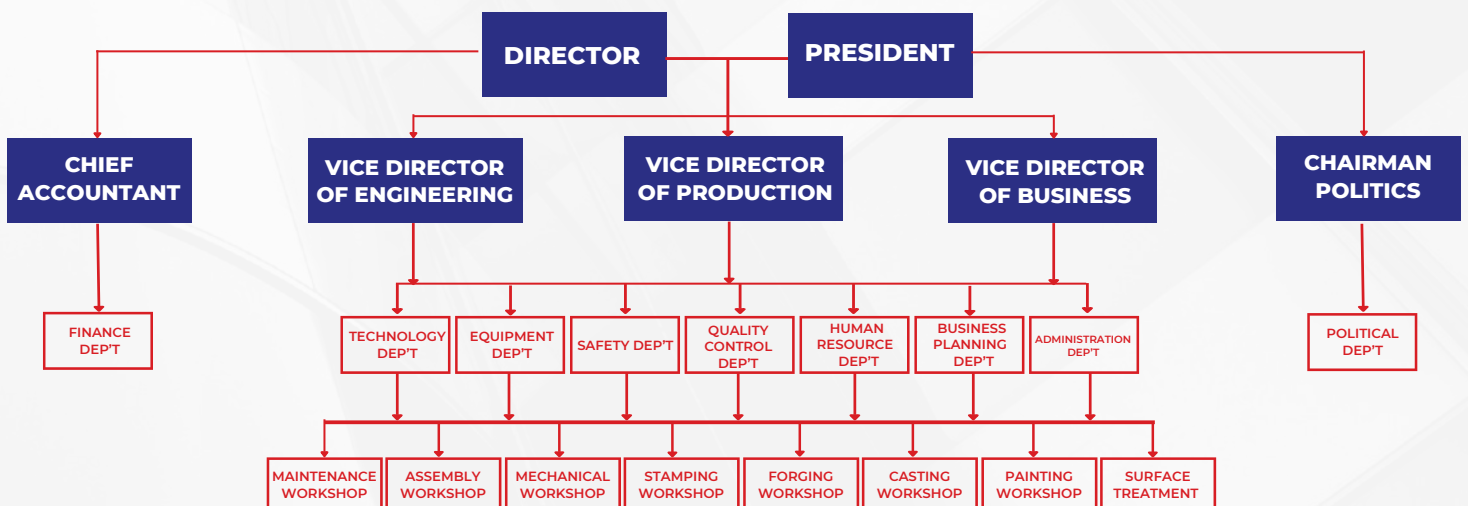 DIRECTOR
PRESIDENT
CHIEF
ACCOUNTANT
VICE DIRECTOR
OF ENGINEERING
VICE DIRECTOR
OF PRODUCTION
VICE DIRECTOR
OF BUSINESS
CHAIRMAN
POLITICS
FINANCE
DEP'T
TECHNOLOGY
DEP'T
EQUIPMENT
DEP'T
SAFETY DEP'T
QUALITY
CONTROL
DEP'T
HUMAN
RESOURCE
DEP'T
BUSINESS
PLANNING
DEP'T
ADMINISTRATION
DEP'T
POLITICAL
DEP'T
MAINTENANCE
WORKSHOP
ASSEMBLY
WORKSHOP
MECHANICAL
WORKSHOP
STAMPING
WORKSHOP
FORGING
WORKSHOP
CASTING
WORKSHOP
PAINTING
WORKSHOP
SURFACE
TREATMENT